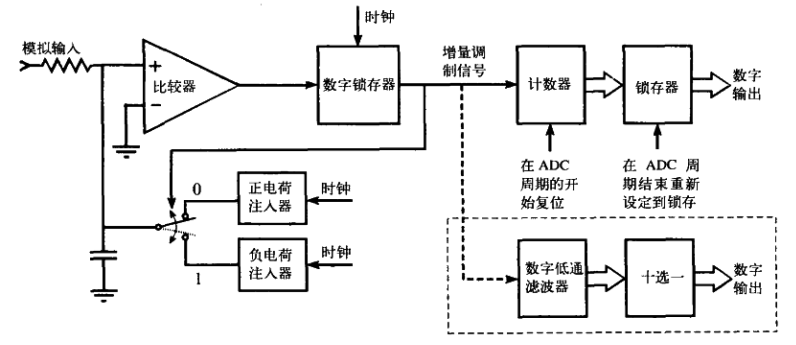 时钟
模拟输入
+
比较器
−
数字锁存器
增量调
制信号
计数器
锁存器
数字
输出
在 ADC
周期的开
始复位
在 ADC 周
期结束重新
设定到锁存
0
正电荷
注入器
时钟
1
负电荷
注入器
时钟
数字低通
滤波器
十选一
数字
输出